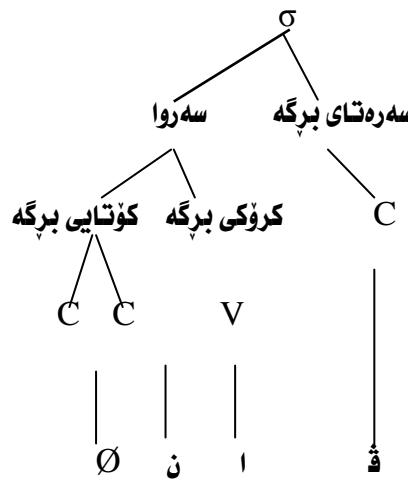 σ
سەرەتای بڕگە سەروا
C کرۆکی بڕگە کۆتایی بڕگە
V C C
ڤ ا ن Ø